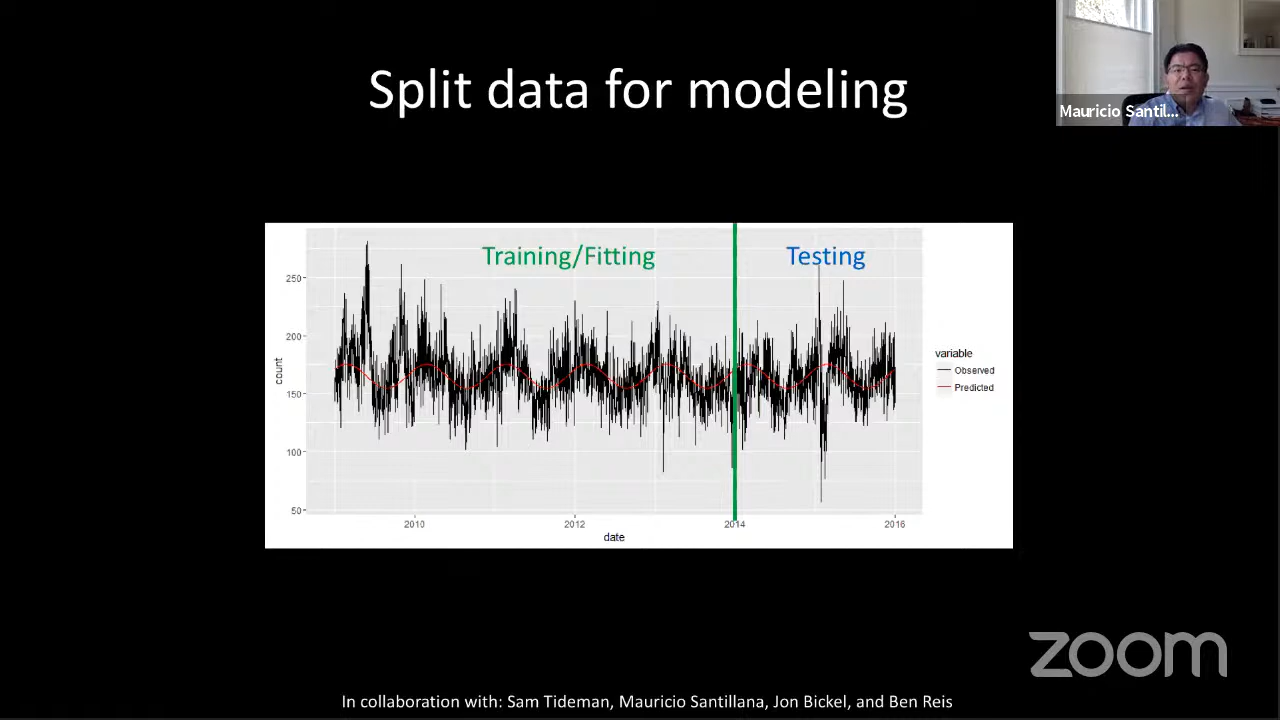 Split data for modeling
Mauricio Santil...
Training/Fitting
Testing
250
200
150
100
50
count
2010
2012
2014
2016
date
variable
Observed
Predicted
zoom
In collaboration with: Sam Tideman, Mauricio Santillana, Jon Bickel, and Ben Reis